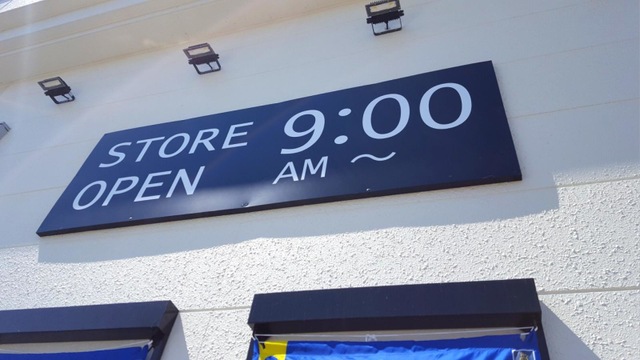 STORE 9:00
OPEN AM 〜